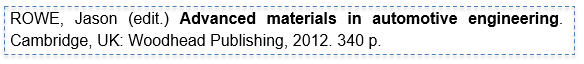 ROWE, Jason (edit.) Advanced materials in automotive engineering.
Cambridge, UK: Woodhead Publishing, 2012. 340 p.